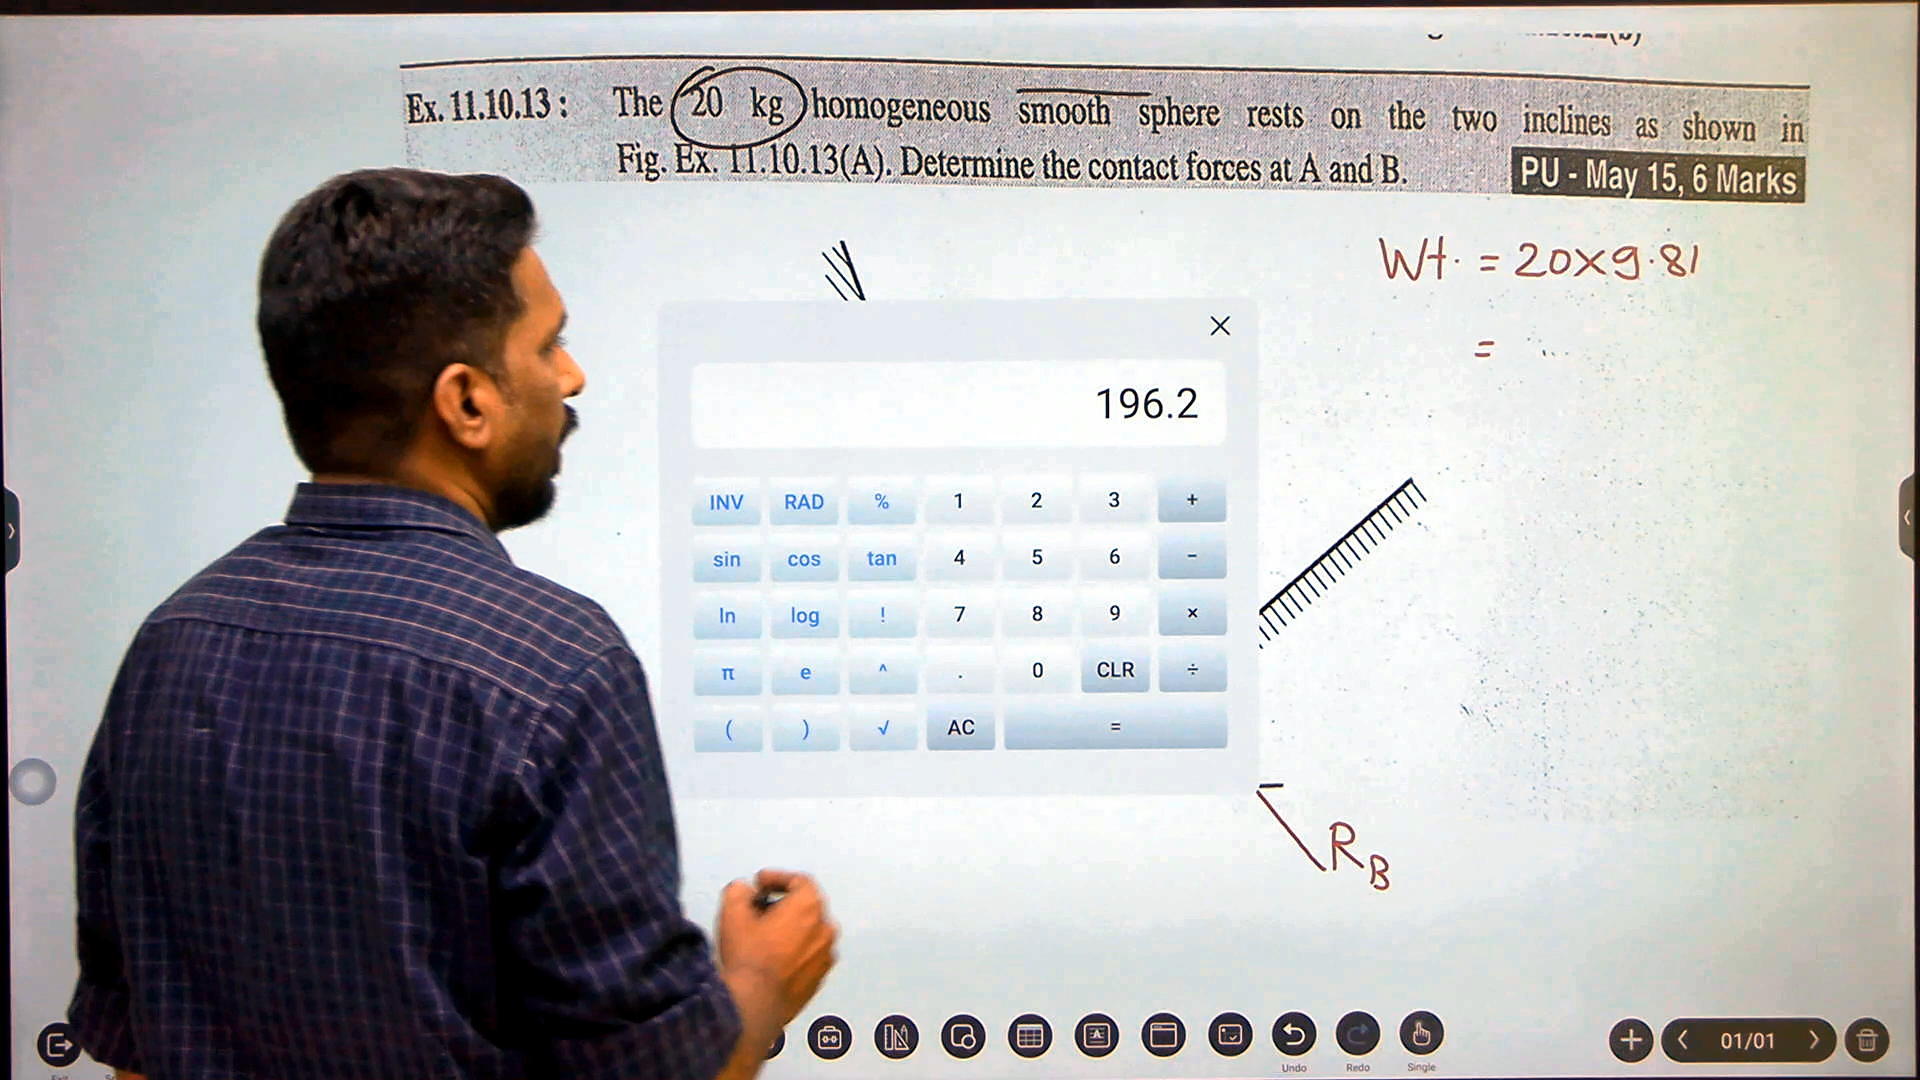 Ex. 11.10.13 : The 20 kg homogeneous smooth sphere rests on the two inclines as shown in
Fig. Ex. 11.10.13(A). Determine the contact forces at A and B.
PU - May 15, 6 Marks
Wt. = 20×9.81
=
×
196.2
INV RAD % 1 2 3 +
sin cos tan 4 5 6 −
ln log ! 7 8 9 ×
π e ^ . 0 CLR ÷
( ) √ AC =
R_B
01/01
Undo Redo Single